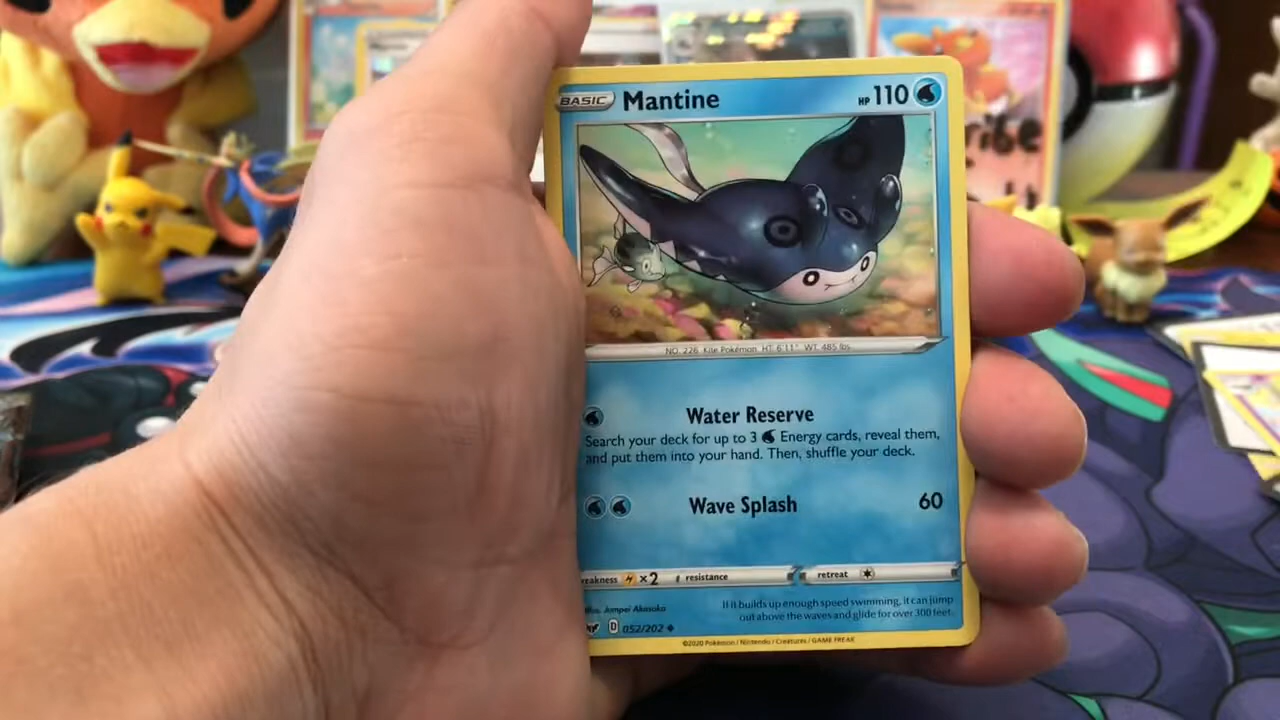 BASIC Mantine HP 110
NO. 226 Kite Pokémon HT: 6'11" WT: 485 lbs
Water Reserve
Search your deck for up to 3 Energy cards, reveal them,
and put them into your hand. Then, shuffle your deck.
Wave Splash 60
eakness ×2 resistance retreat
Illus. Jumpei Akasaka
If it builds up enough speed swimming, it can jump
out above the waves and glide for over 300 feet.
D 052/202
©2020 Pokémon / Nintendo / Creatures / GAME FREAK